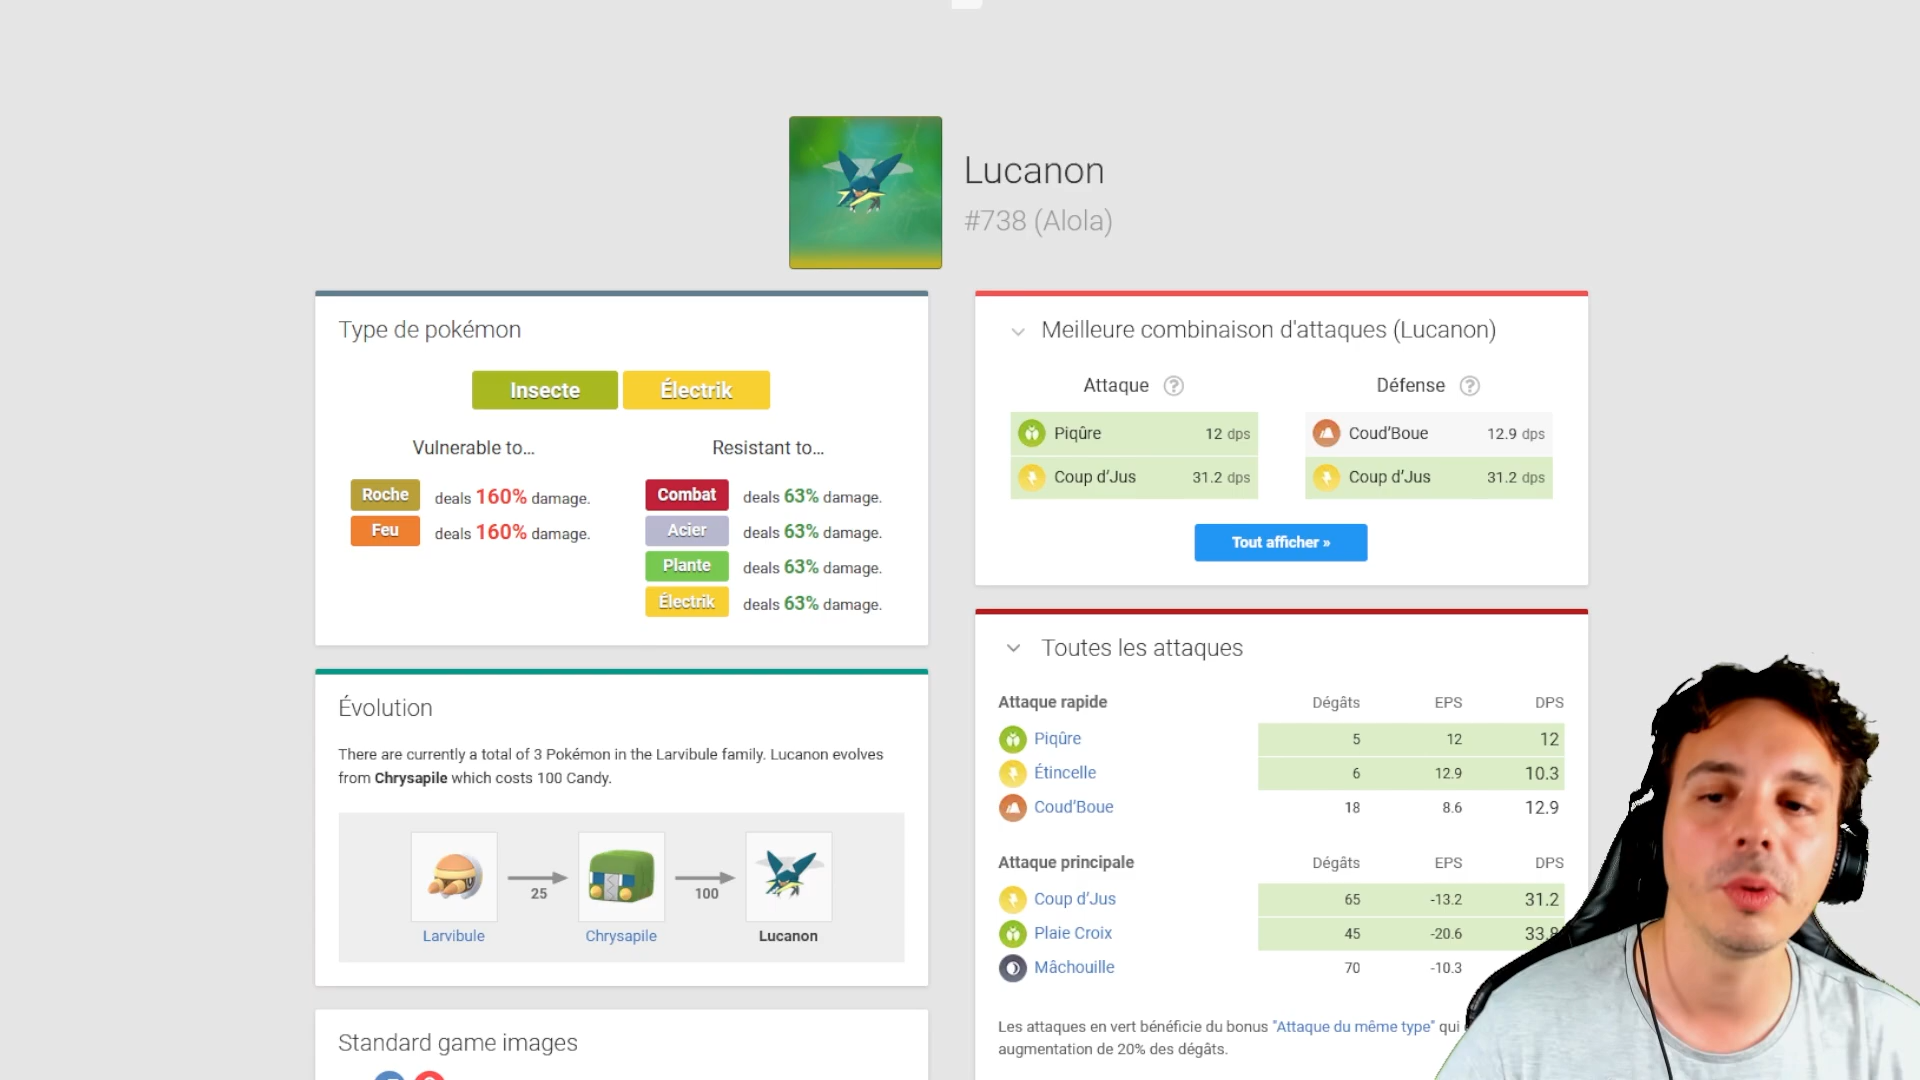 Lucanon
#738 (Alola)
Type de pokémon
Insecte Électrik
Vulnerable to... Resistant to...
Roche deals 160% damage.
Feu deals 160% damage.
Combat deals 63% damage.
Acier deals 63% damage.
Plante deals 63% damage.
Électrik deals 63% damage.
Évolution
There are currently a total of 3 Pokémon in the Larvibule family. Lucanon evolves
from Chrysapile which costs 100 Candy.
25 100
Larvibule Chrysapile Lucanon
Standard game images
Meilleure combinaison d'attaques (Lucanon)
Attaque ? Défense ?
Piqûre 12 dps Coud'Boue 12.9 dps
Coup d'Jus 31.2 dps Coup d'Jus 31.2 dps
Tout afficher »
Toutes les attaques
Attaque rapide Dégâts EPS DPS
Piqûre 5 12 12
Étincelle 6 12.9 10.3
Coud'Boue 18 8.6 12.9
Attaque principale Dégâts EPS DPS
Coup d'Jus 65 -13.2 31.2
Plaie Croix 45 -20.6
Mâchouille 70 -10.3
Les attaques en vert bénéficie du bonus "Attaque du même type" qui
augmentation de 20% des dégâts.